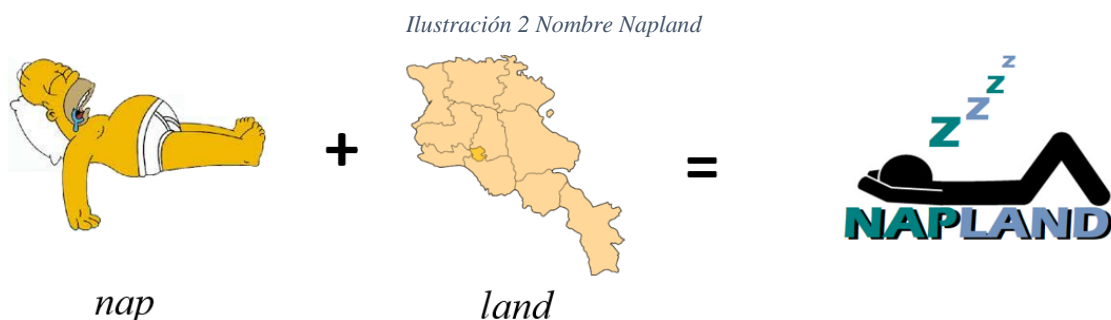 Ilustración 2 Nombre Napland
+
=
z
z
z
z
NAPLAND
nap
land